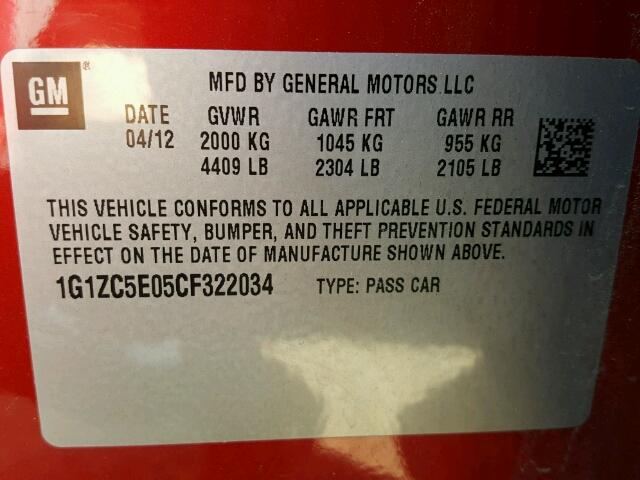 GM®
MFD BY GENERAL MOTORS LLC
DATE GVWR GAWR FRT GAWR RR
04/12 2000 KG 1045 KG 955 KG
4409 LB 2304 LB 2105 LB
THIS VEHICLE CONFORMS TO ALL APPLICABLE U.S. FEDERAL MOTOR
VEHICLE SAFETY, BUMPER, AND THEFT PREVENTION STANDARDS IN
EFFECT ON THE DATE OF MANUFACTURE SHOWN ABOVE.
1G1ZC5E05CF322034 TYPE: PASS CAR